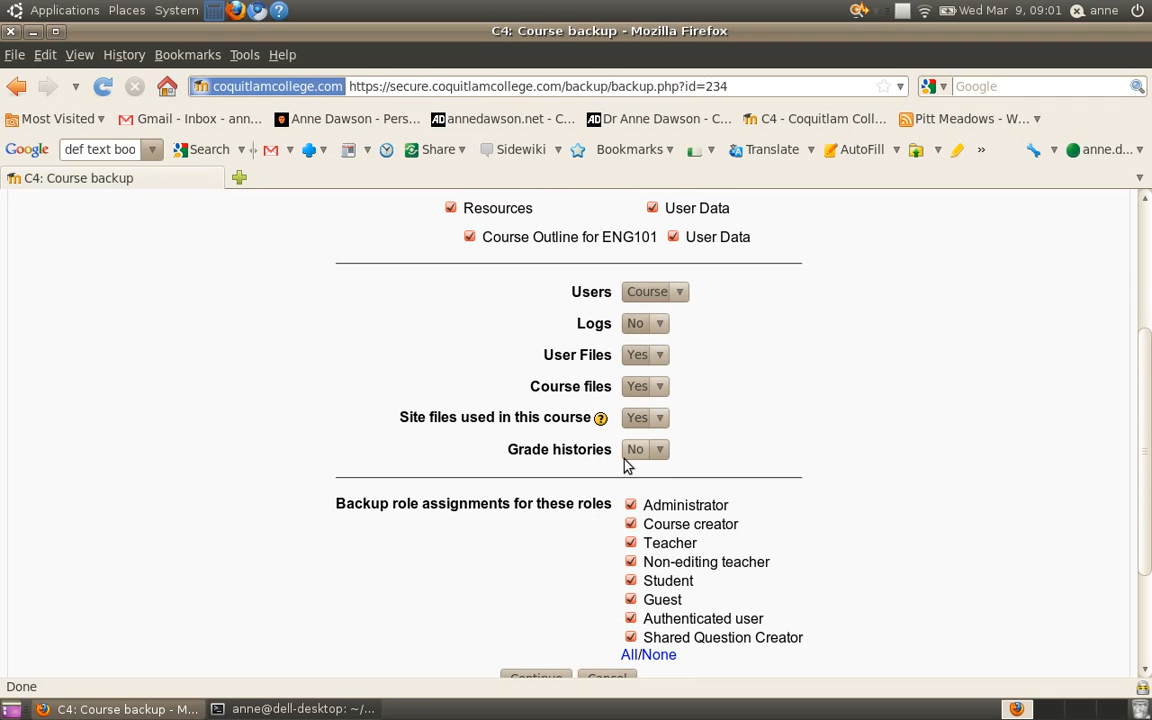 Applications Places System Wed Mar 9, 09:01 anne
C4: Course backup - Mozilla Firefox
File Edit View History Bookmarks Tools Help
coquitlamcollege.com https://secure.coquitlamcollege.com/backup/backup.php?id=234 Google
Most Visited Gmail - Inbox - ann... Anne Dawson - Pers... annedawson.net - C... Dr Anne Dawson - C... C4 - Coquitlam Coll... Pitt Meadows - W...
Google def text boo Search Share Sidewiki Bookmarks Translate AutoFill » anne.d...
C4: Course backup
Resources User Data
Course Outline for ENG101 User Data
Users Course
Logs No
User Files Yes
Course files Yes
Site files used in this course ? Yes
Grade histories No
Backup role assignments for these roles Administrator
Course creator
Teacher
Non-editing teacher
Student
Guest
Authenticated user
Shared Question Creator
All/None
Continue Cancel
Done
C4: Course backup - M... anne@dell-desktop: ~/...